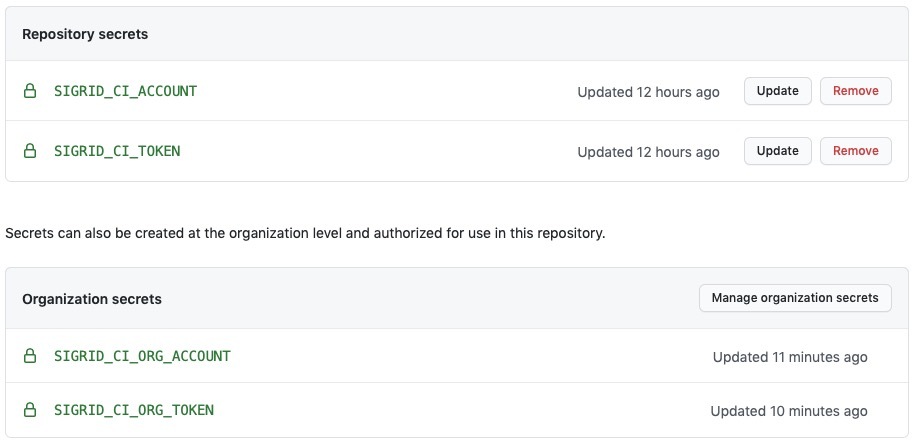 Repository secrets
SIGRID_CI_ACCOUNT Updated 12 hours ago Update Remove
SIGRID_CI_TOKEN Updated 12 hours ago Update Remove
Secrets can also be created at the organization level and authorized for use in this repository.
Organization secrets Manage organization secrets
SIGRID_CI_ORG_ACCOUNT Updated 11 minutes ago
SIGRID_CI_ORG_TOKEN Updated 10 minutes ago